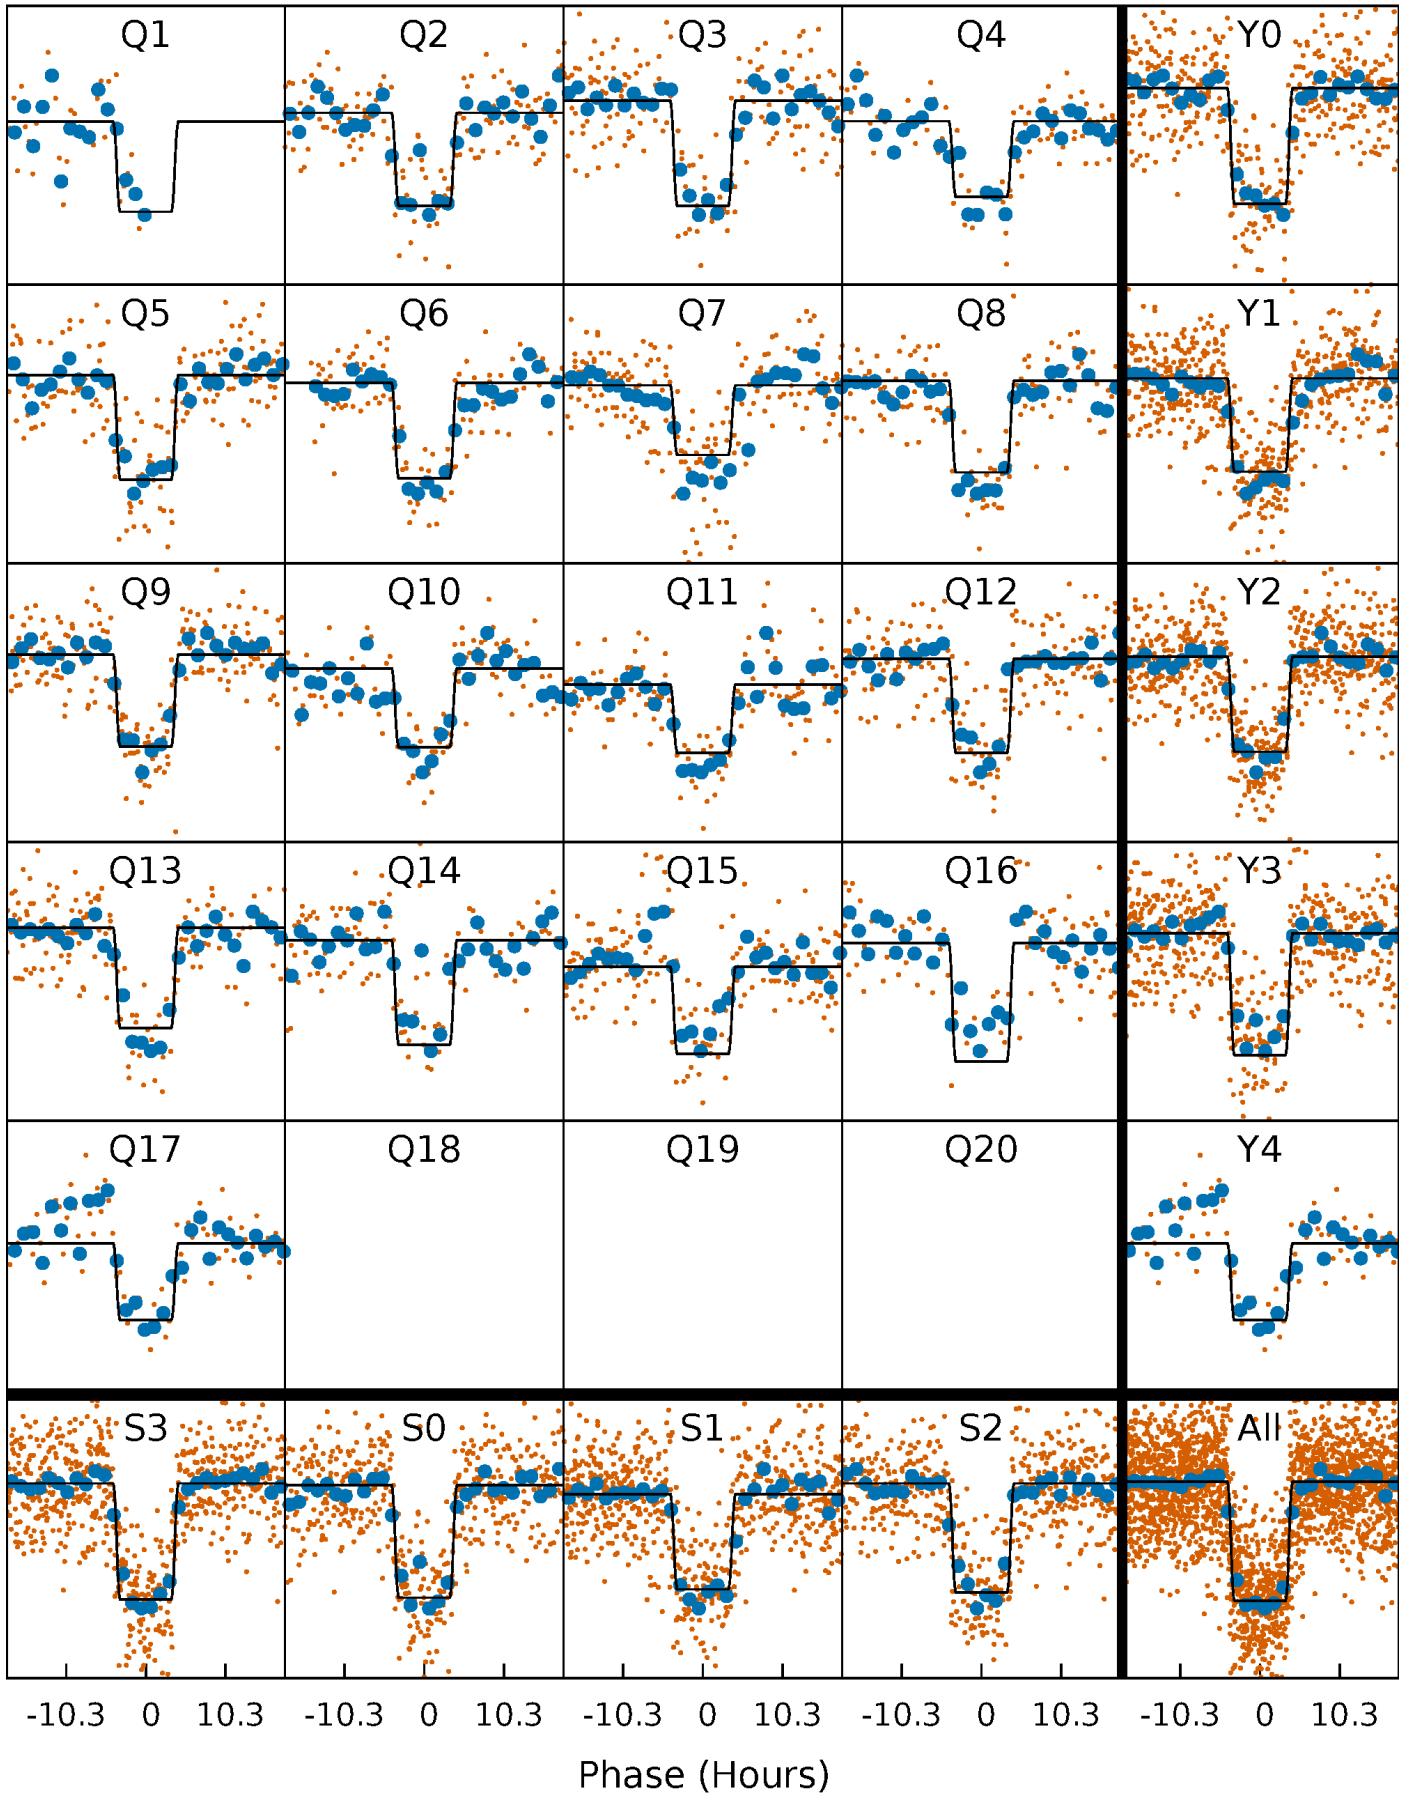 Q1 Q2 Q3 Q4 Y0
Q5 Q6 Q7 Q8 Y1
Q9 Q10 Q11 Q12 Y2
Q13 Q14 Q15 Q16 Y3
Q17 Q18 Q19 Q20 Y4
S3 S0 S1 S2 All
-10.3 0 10.3 -10.3 0 10.3 -10.3 0 10.3 -10.3 0 10.3 -10.3 0 10.3
Phase (Hours)